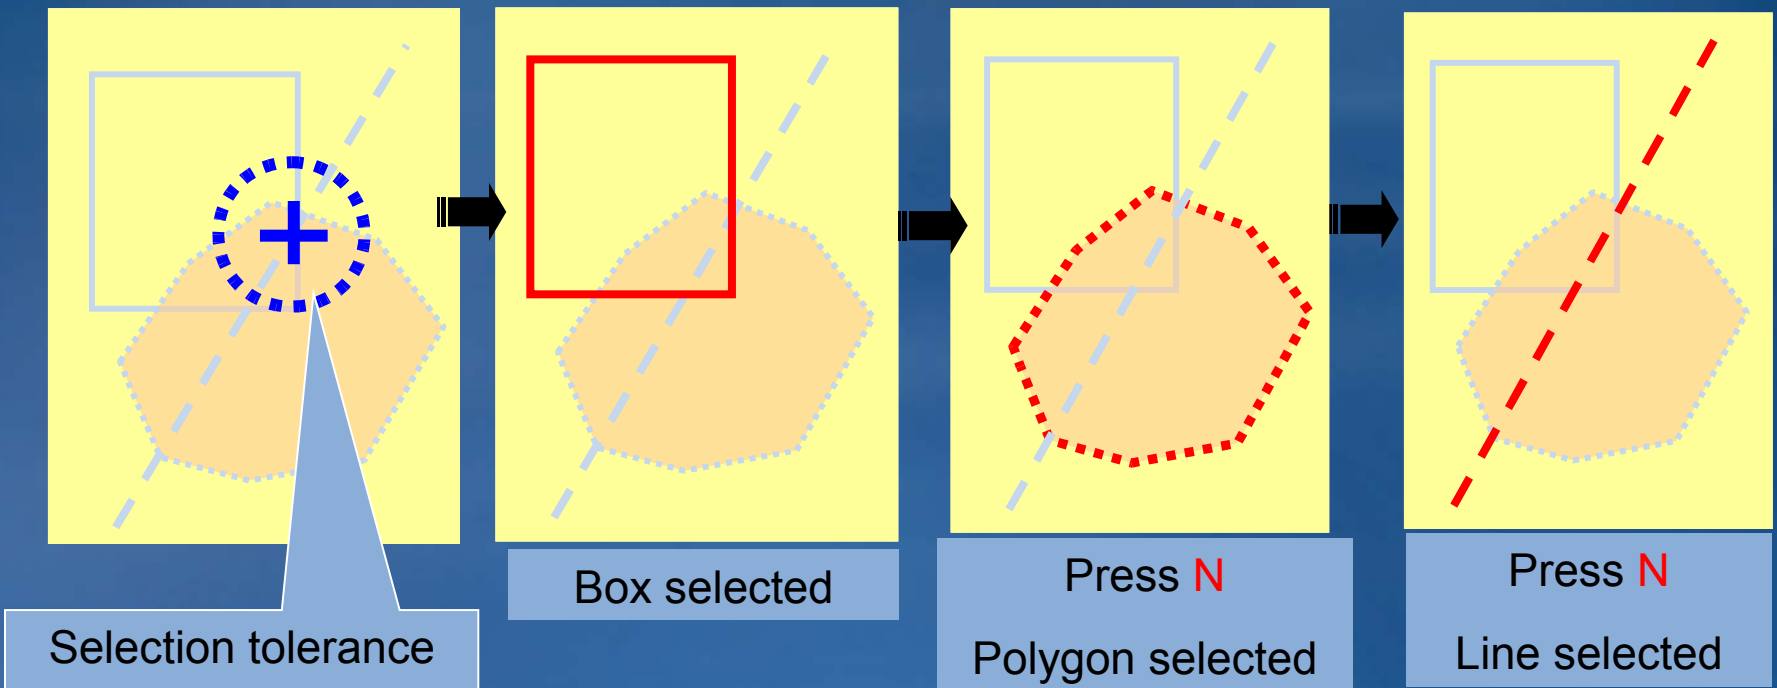 Selection tolerance
Box selected
Press N
Polygon selected
Press N
Line selected